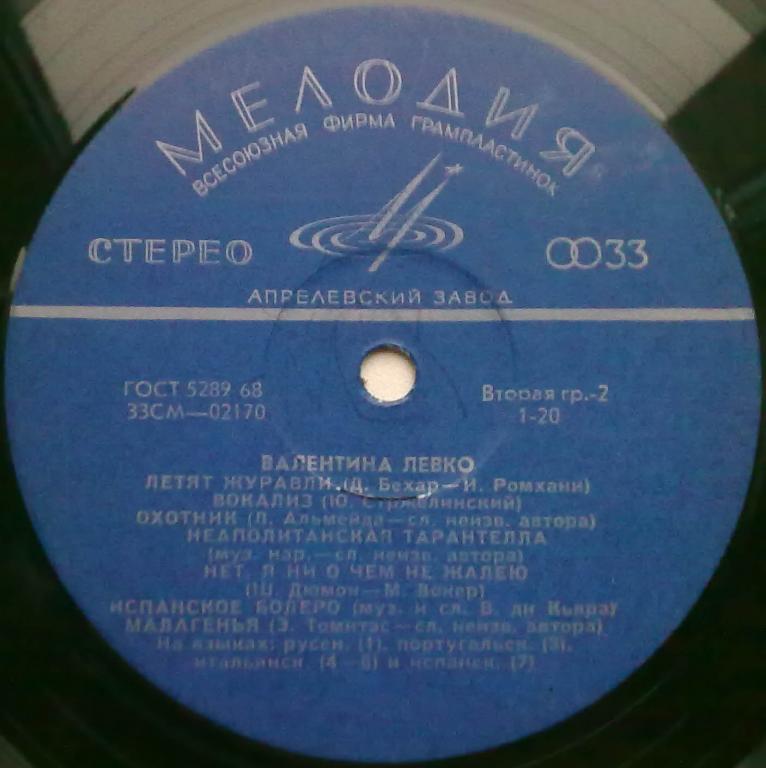 МЕЛОДИЯ
ВСЕСОЮЗНАЯ ФИРМА ГРАМПЛАСТИНОК
СТЕРЕО 33
АПРЕЛЕВСКИЙ ЗАВОД
ГОСТ 5289 68 Вторая гр.-2
33СМ—02170 1-20
ВАЛЕНТИНА ЛЕВКО
ЛЕТЯТ ЖУРАВЛИ (Д. Бехар—И. Ромхани)
ВОКАЛИЗ (Ю. Стржелинский)
ОХОТНИК (Л. Альмейда—сл. неизв. автора)
НЕАПОЛИТАНСКАЯ ТАРАНТЕЛЛА
(муз. нар.—сл. неизв. автора)
НЕТ, Я НИ О ЧЕМ НЕ ЖАЛЕЮ
(Ш. Дюмон—М. Вокер)
ИСПАНСКОЕ БОЛЕРО (муз. и сл. В. ди Кьяра)
МАЛАГЕНЬЯ (Э. сл. неизв. автора)
На языках: русск. (1), португальск. (3),
итальянск. (4—6) и испанск. (7)